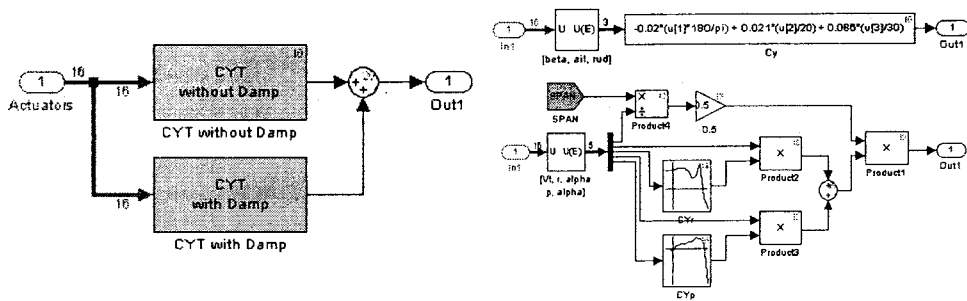 16
1
Actuators
16
CYT
without Damp
CYT without Damp
16
CYT
with Damp
CYT with Damp
1
Out1
1
In1
16
U U(E)
3
[beta, ail, rud]
-0.02*(u[1]*180/pi) + 0.021*(u[2]/20) + 0.086*(u[3]/30)
Cy
1
Out1
SPAN
SPAN
×
÷
Product4
0.5
0.5
1
In1
16
U U(E)
5
[Vt, r, alpha
p, alpha]
CYr
×
Product2
CYp
×
Product3
×
Product1
1
Out1